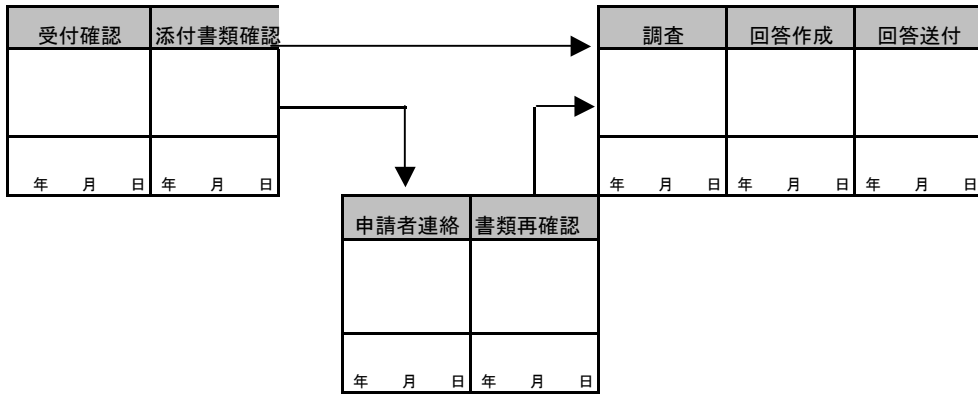 受付確認 添付書類確認
年 月 日 年 月 日
調査 回答作成 回答送付
年 月 日 年 月 日 年 月 日
申請者連絡 書類再確認
年 月 日 年 月 日